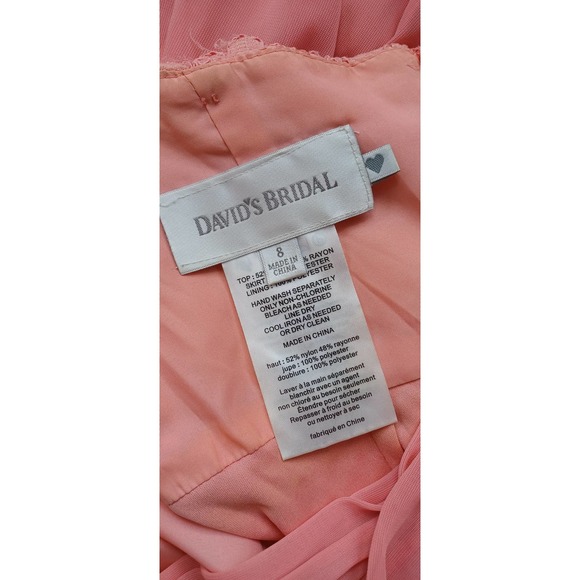 DAVID'S BRIDAL
8
MADE IN
CHINA
TOP : 52% RAYON
SKIRT ESTER
LINING : 100% POLYESTER
HAND WASH SEPARATELY
ONLY NON-CHLORINE
BLEACH AS NEEDED
LINE DRY
COOL IRON AS NEEDED
OR DRY CLEAN
MADE IN CHINA
haut : 52% nylon 48% rayonne
jupe : 100% polyester
doublure : 100% polyester
Laver à la main séparément
blanchir avec un agent
non chloré au besoin seulement
Étendre pour sécher
Repasser à froid au besoin
ou nettoyer à sec
fabriqué en Chine